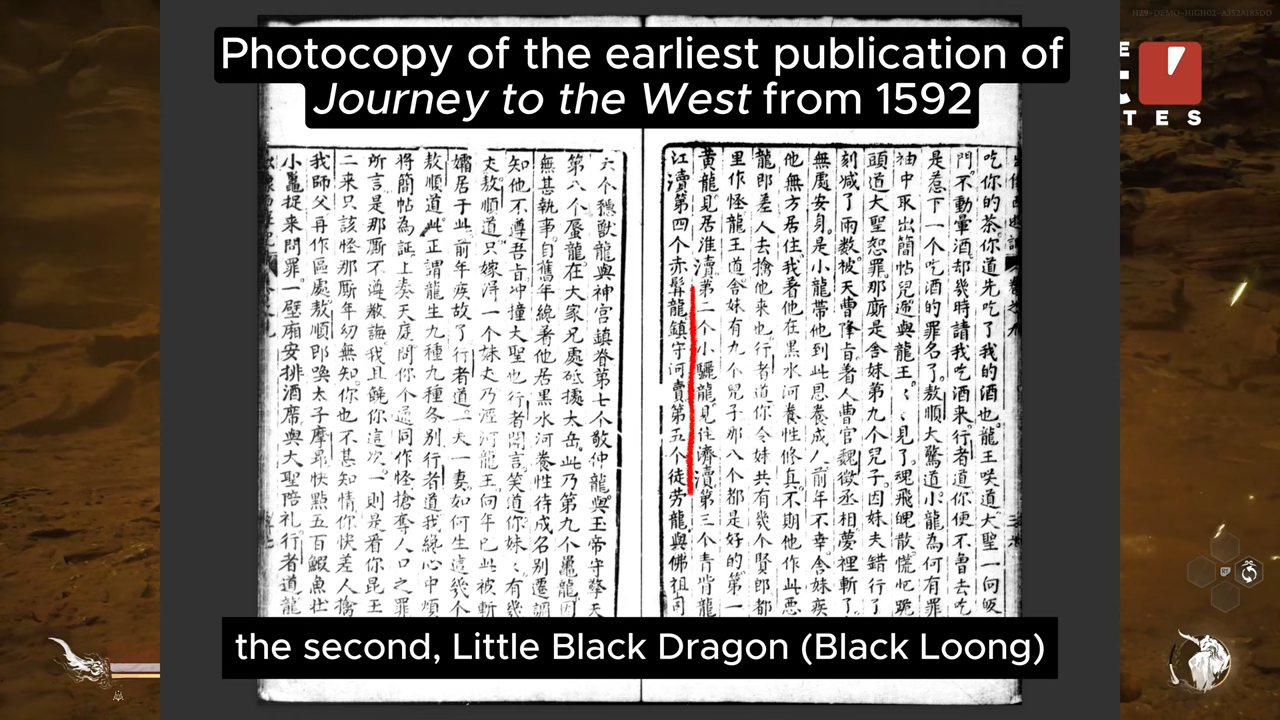 Photocopy of the earliest publication of
Journey to the West from 1592
吃你的茶你道先吃了我的酒也龍王笑道大聖一向皈
門不動暈酒却幾時請我吃酒來行者道你便不曾去吃
是惹下一个吃酒的罪名了敖順大驚道小龍為何有罪
袖中取出簡帖兒遞與龍王〻〻見了魂飛魄散慌忙跪
頭道大聖恕罪那廝是舍妹第九个兒子因妹夫錯行了
刻减了雨数被天曹降旨着人曹官魏徵丞相夢裡斬了
無處安身是小龍帶他到此恩養成人前年不幸舍妹疾
他無方居住我着他在黑水河養性修真不期他作此悪
龍即差人去擒他來也行者道你令妹共有幾个賢郎都
里作怪龍王道舍妹有九个兒子那八个都是好的第一
黄龍見居淮瀆第二个小驪龍見住濟瀆第三个青背龍
江瀆第四个赤髯龍鎮守河瀆第五个徒劳龍與佛祖司
六个穏獸龍與神宫鎮脊第七个敬仲龍與玉帝守擎天
第八个蜃龍在大家兄處砥據太岳此乃第九个鼉龍因
無甚執事自舊年纔著他居黑水河養性待成名别遷調
知他不遵吾旨冲撞大聖也行者聞言笑道你妹〻有幾
夫敖順道只嫁得一个妹夫乃涇河龍王向年已此被斬
孀居于此前年疾故了行者道一夫一妻如何生這幾个
敖順道此正謂龍生九種九種各别行者道我纔心中煩
將簡帖為証上奏天庭問你个通同作怪搶奪人口之罪
所言是那厮不遵教誨我且饒你這次一則是看你昆玉
二來只該怪那厮年幼無知你也不甚知情你快差人擒
我師父再作區處敖順即喚太子摩昂快點五百蝦魚壮
小鼉捉来問罪一壁廂安排酒席與大聖陪礼行者道龍
the second, Little Black Dragon (Black Loong)